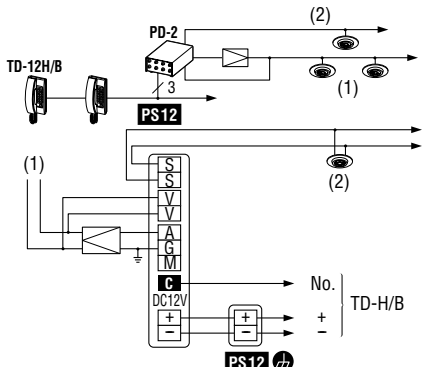 (2)
PD-2
TD-12H/B
3
(1)
PS12
(1)
(2)
S
S
V
V
A
G
M
C
No.
DC12V
TD-H/B
+ + +
− − −
PS12